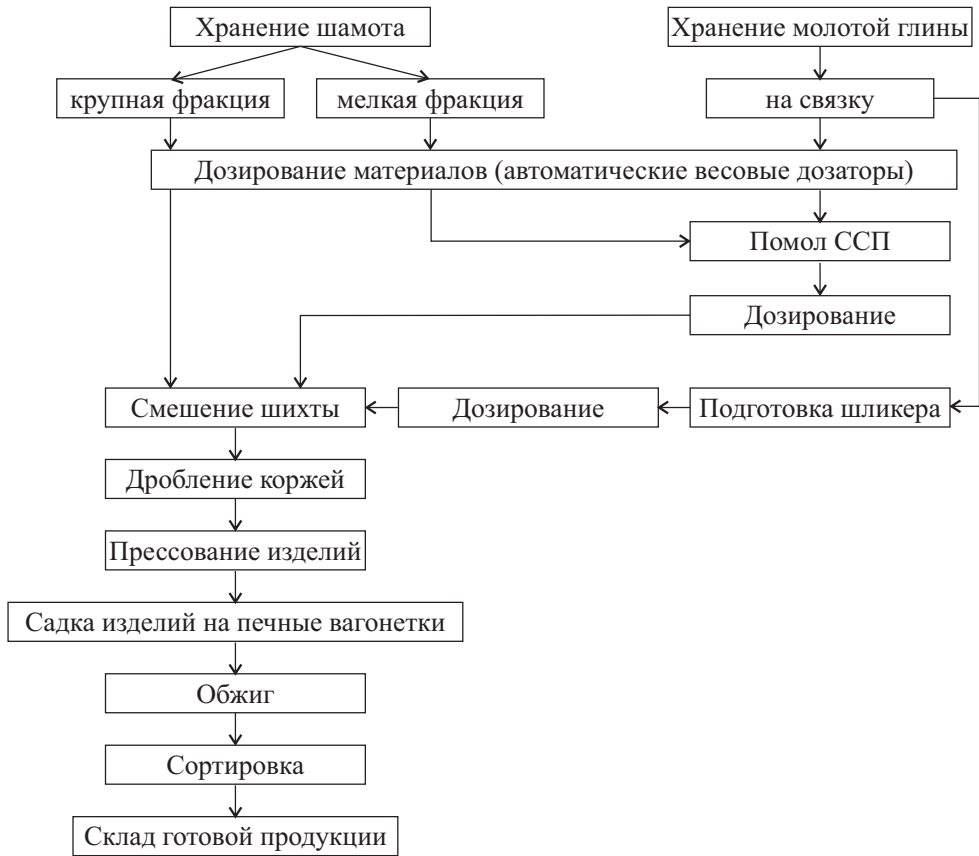 Хранение шамота
Хранение молотой глины
крупная фракция
мелкая фракция
на связку
Дозирование материалов (автоматические весовые дозаторы)
Помол ССП
Дозирование
Смешение шихты
Дозирование
Подготовка шликера
Дробление коржей
Прессование изделий
Садка изделий на печные вагонетки
Обжиг
Сортировка
Склад готовой продукции